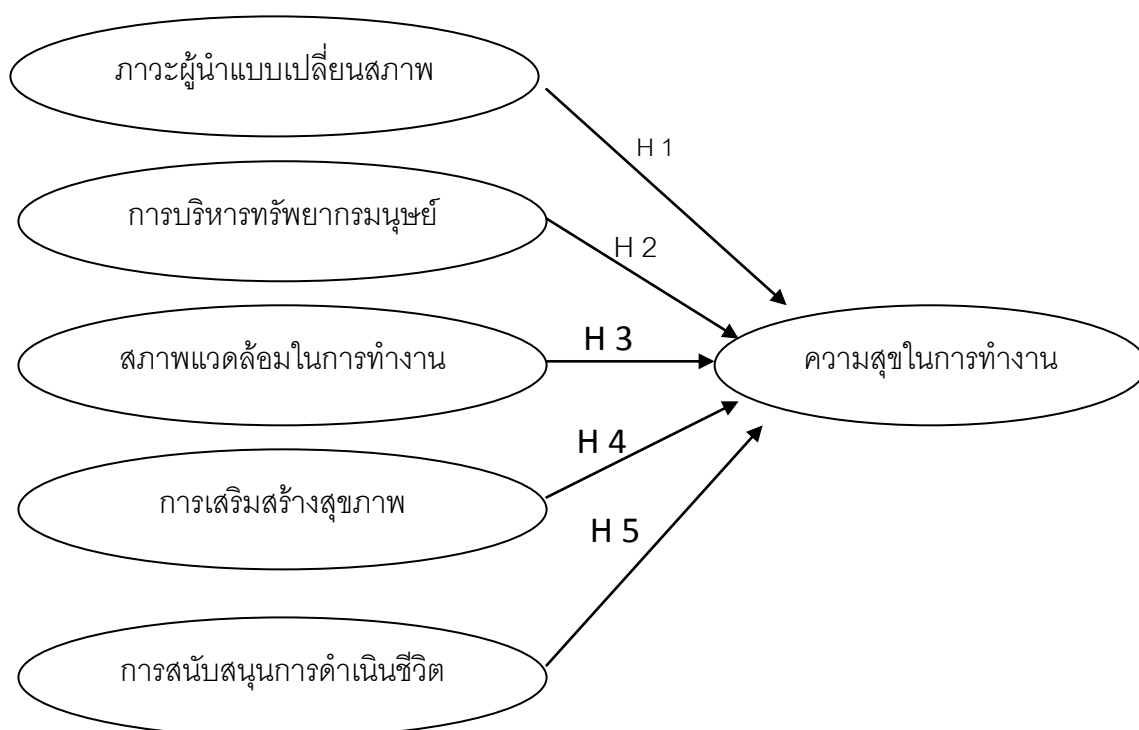 ภาวะผู้นำแบบเปลี่ยนสภาพ
H 1
การบริหารทรัพยากรมนุษย์
H 2
สภาพแวดล้อมในการทำงาน
H 3
ความสุขในการทำงาน
H 4
การเสริมสร้างสุขภาพ
H 5
การสนับสนุนการดำเนินชีวิต